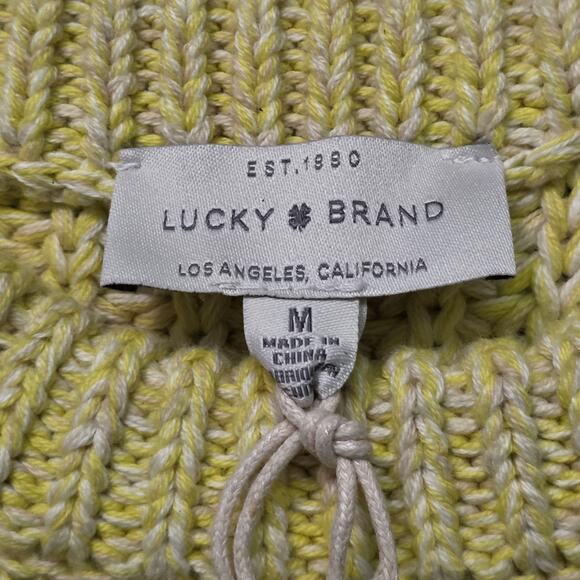 EST.1990
LUCKY BRAND
LOS ANGELES, CALIFORNIA
M
MADE IN
CHINA